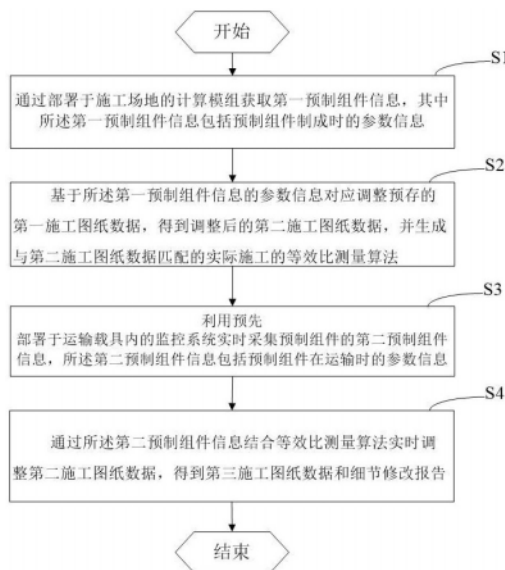 开始
S1
通过部署于施工场地的计算模组获取第一预制组件信息，其中
所述第一预制组件信息包括预制组件制成时的参数信息
S2
基于所述第一预制组件信息的参数信息对应调整预存的
第一施工图纸数据，得到调整后的第二施工图纸数据，并生成
与第二施工图纸数据匹配的实际施工的等效比测量算法
S3
利用预先
部署于运输载具内的监控系统实时采集预制组件的第二预制组件
信息，所述第二预制组件信息包括预制组件在运输时的参数信息
S4
通过所述第二预制组件信息结合等效比测量算法实时调
整第二施工图纸数据，得到第三施工图纸数据和细节修改报告
结束